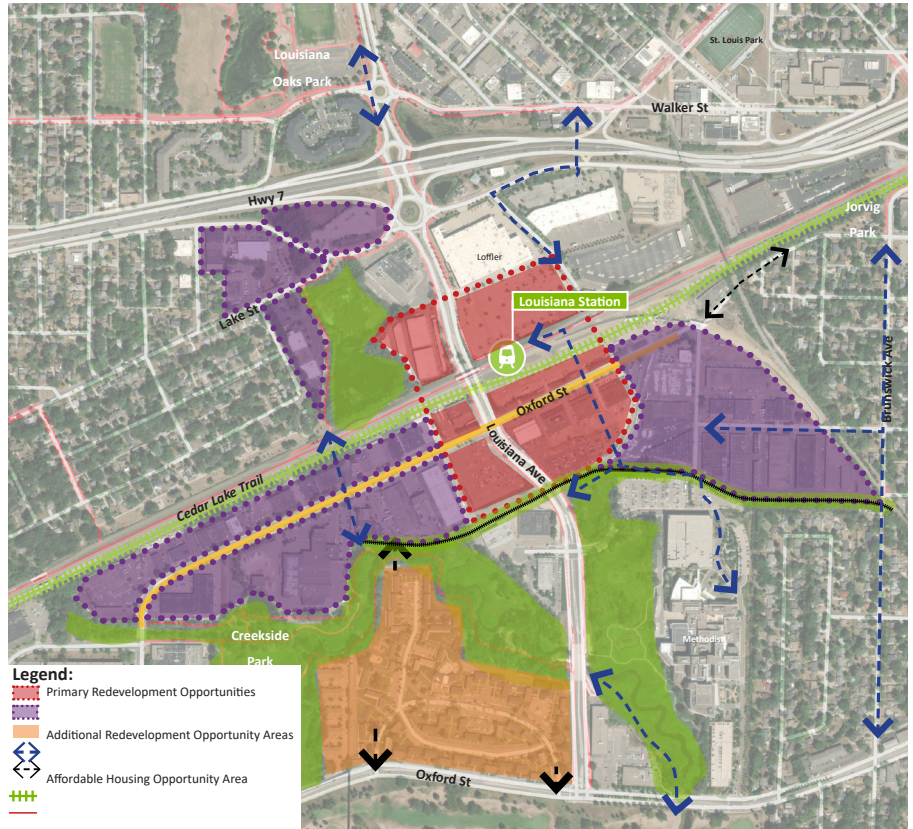 St. Louis Park
Louisiana
Oaks Park
Walker St
Hwy 7
Jorvig
Park
Loffler
Louisiana Station
Lake St
Brunswick Ave
Oxford St
Louisiana Ave
Cedar Lake Trail
Creekside
Park
Methodist
Legend:
Primary Redevelopment Opportunities
Additional Redevelopment Opportunity Areas
Affordable Housing Opportunity Area
Oxford St